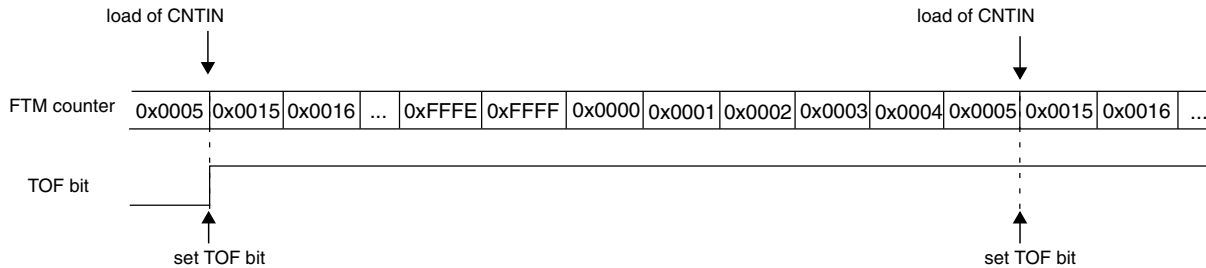 load of CNTIN load of CNTIN
FTM counter 0x0005 0x0015 0x0016 ... 0xFFFE 0xFFFF 0x0000 0x0001 0x0002 0x0003 0x0004 0x0005 0x0015 0x0016 ...
TOF bit
set TOF bit set TOF bit